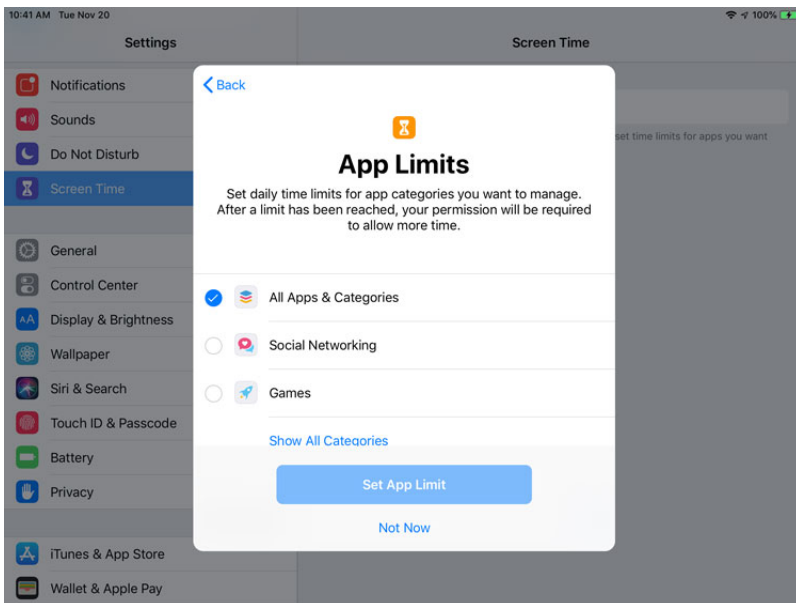 10:41 AM Tue Nov 20
100%
Settings
Screen Time
Notifications
Sounds
Do Not Disturb
Screen Time
General
Control Center
AA
Display & Brightness
Wallpaper
Siri & Search
Touch ID & Passcode
Battery
Privacy
iTunes & App Store
Wallet & Apple Pay
set time limits for apps you want
Back
App Limits
Set daily time limits for app categories you want to manage.
After a limit has been reached, your permission will be required
to allow more time.
All Apps & Categories
Social Networking
Games
Show All Categories
Set App Limit
Not Now